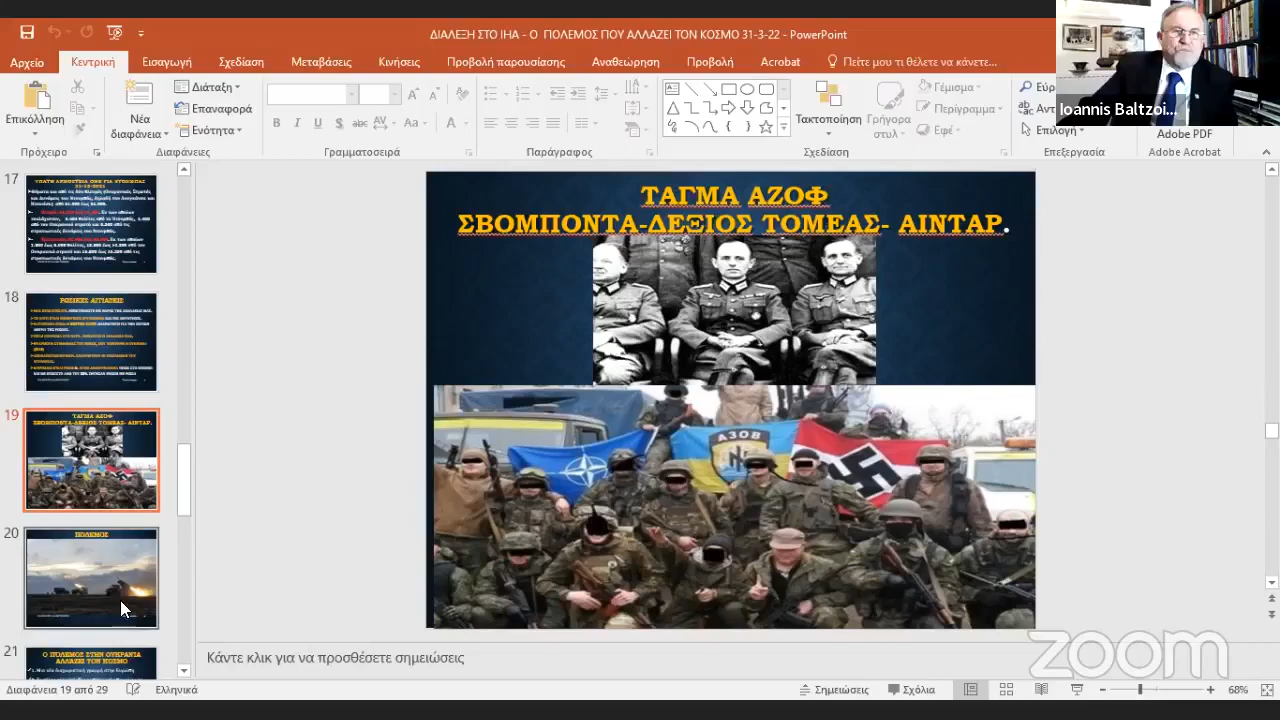 ΔΙΑΛΕΞΗ ΣΤΟ ΙΗΑ - Ο ΠΟΛΕΜΟΣ ΠΟΥ ΑΛΛΑΖΕΙ ΤΟΝ ΚΟΣΜΟ 31-3-22 - PowerPoint
Αρχείο Κεντρική Εισαγωγή Σχεδίαση Μεταβάσεις Κινήσεις Προβολή παρουσίασης Αναθεώρηση Προβολή Acrobat Πείτε μου τι θέλετε να κάνετε...
Ioannis Baltzoi...
Επικόλληση
Νέα διαφάνεια
Διάταξη
Επαναφορά
Ενότητα
Τακτοποίηση
Γρήγορα στυλ
Γέμισμα
Περίγραμμα
Εφέ
Επιλογή
Adobe PDF
Πρόχειρο Διαφάνειες Γραμματοσειρά Παράγραφος Σχεδίαση Επεξεργασία Adobe Acrobat
17
18
ΡΩΣΙΚΕΣ ΑΙΤΙΑΣΕΙΣ
19
ΤΑΓΜΑ ΑΖΟΦ
ΣΒΟΜΠΟΝΤΑ-ΔΕΞΙΟΣ ΤΟΜΕΑΣ- ΑΙΝΤΑΡ.
20
ΠΟΛΕΜΟΣ
21
Ο ΠΟΛΕΜΟΣ ΣΤΗΝ ΟΥΚΡΑΝΙΑ
ΑΛΛΑΖΕΙ ΤΟΝ ΚΟΣΜΟ
ΤΑΓΜΑ ΑΖΟΦ
ΣΒΟΜΠΟΝΤΑ-ΔΕΞΙΟΣ ΤΟΜΕΑΣ- ΑΙΝΤΑΡ.
АЗОВ
Κάντε κλικ για να προσθέσετε σημειώσεις
zoom
Διαφάνεια 19 από 29 Ελληνικά Σημειώσεις Σχόλια 68%